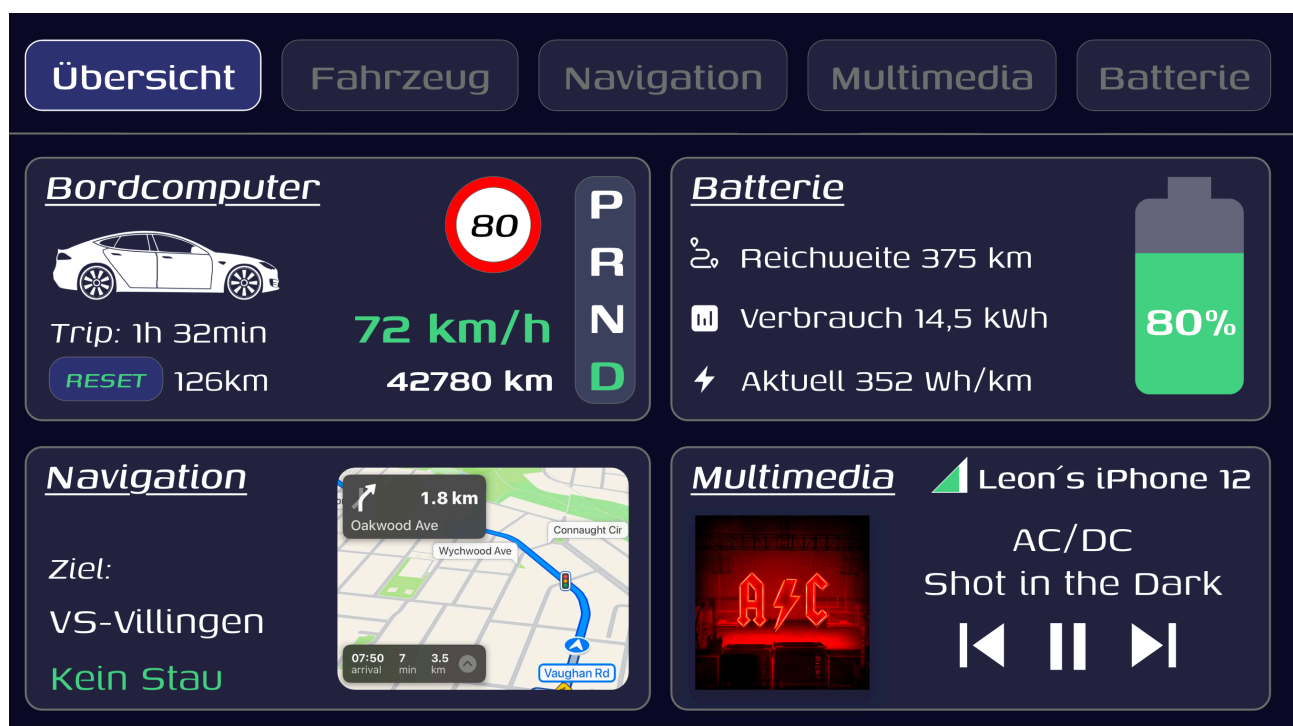 Übersicht
Fahrzeug
Navigation
Multimedia
Batterie
Bordcomputer
80
P
R
N
D
Trip: 1h 32min
72 km/h
RESET
126km
42780 km
Batterie
Reichweite 375 km
Verbrauch 14,5 kWh
Aktuell 352 Wh/km
80%
Navigation
Ziel:
VS-Villingen
Kein Stau
1.8 km
Oakwood Ave
Connaught Cir
Wychwood Ave
07:50 7 3.5
arrival min km
Vaughan Rd
Multimedia
Leon´s iPhone 12
A⚡C
AC/DC
Shot in the Dark